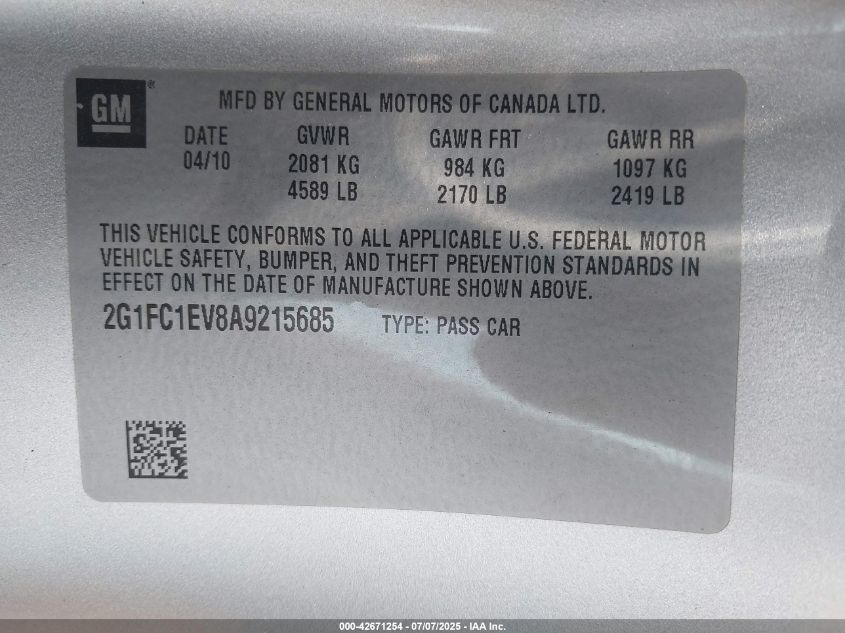 GM®
MFD BY GENERAL MOTORS OF CANADA LTD.
DATE GVWR GAWR FRT GAWR RR
04/10 2081 KG 984 KG 1097 KG
4589 LB 2170 LB 2419 LB
THIS VEHICLE CONFORMS TO ALL APPLICABLE U.S. FEDERAL MOTOR
VEHICLE SAFETY, BUMPER, AND THEFT PREVENTION STANDARDS IN
EFFECT ON THE DATE OF MANUFACTURE SHOWN ABOVE.
2G1FC1EV8A9215685 TYPE: PASS CAR
000-42671254 - 07/07/2025 - IAA Inc.